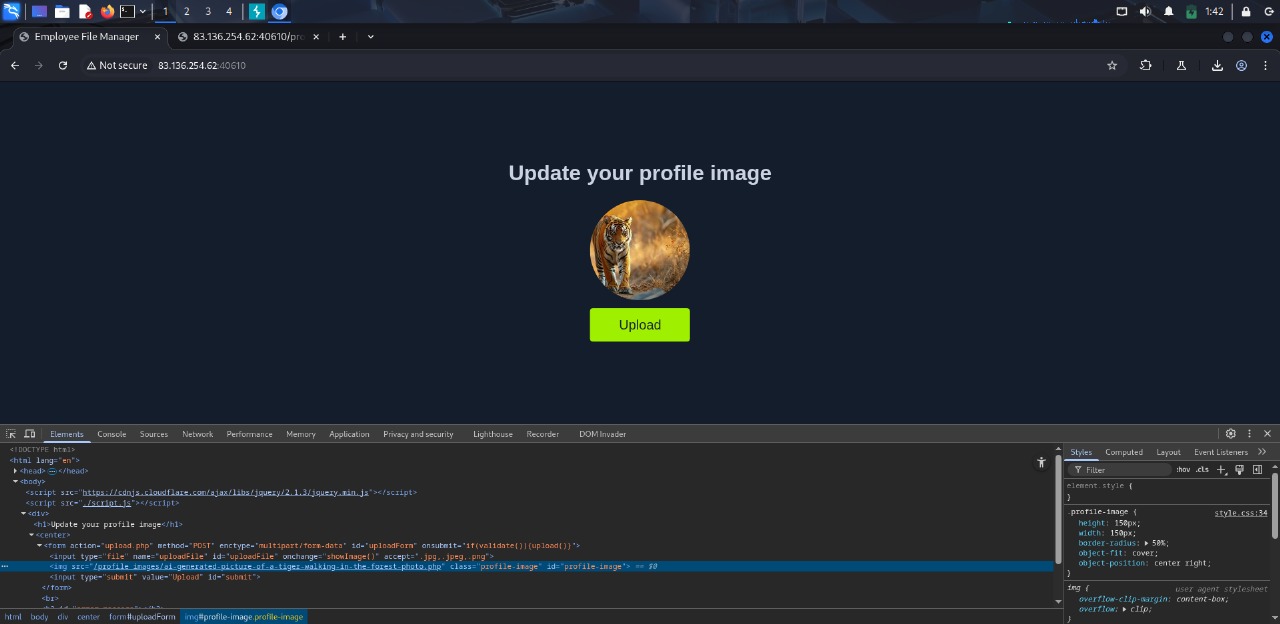 1 2 3 4 1:42
Employee File Manager 83.136.254.62:40610/pro
Not secure 83.136.254.62:40610
Update your profile image
Upload
Elements Console Sources Network Performance Memory Application Privacy and security Lighthouse Recorder DOM Invader
<!DOCTYPE html>
<html lang="en">
<head></head>
<body>
<script src="https://cdnjs.cloudflare.com/ajax/libs/jquery/2.1.3/jquery.min.js"></script>
<script src="./script.js"></script>
<div>
<h1>Update your profile image</h1>
<center>
<form action="upload.php" method="POST" enctype="multipart/form-data" id="uploadForm" onsubmit="if(validate()){upload()}">
<input type="file" name="uploadFile" id="uploadFile" onchange="showImage()" accept=".jpg,.jpeg,.png">
<img src="/profile_images/ai-generated-picture-of-a-tiger-walking-in-the-forest-photo.php" class="profile-image" id="profile-image"> == $0
<input type="submit" value="Upload" id="submit">
</form>
<br>
html body div center form#uploadForm img#profile-image.profile-image
Styles Computed Layout Event Listeners
Filter :hov .cls
element.style {
}
.profile-image { style.css:34
height: 150px;
width: 150px;
border-radius: 50%;
object-fit: cover;
object-position: center right;
}
img { user agent stylesheet
overflow-clip-margin: content-box;
overflow: clip;
}